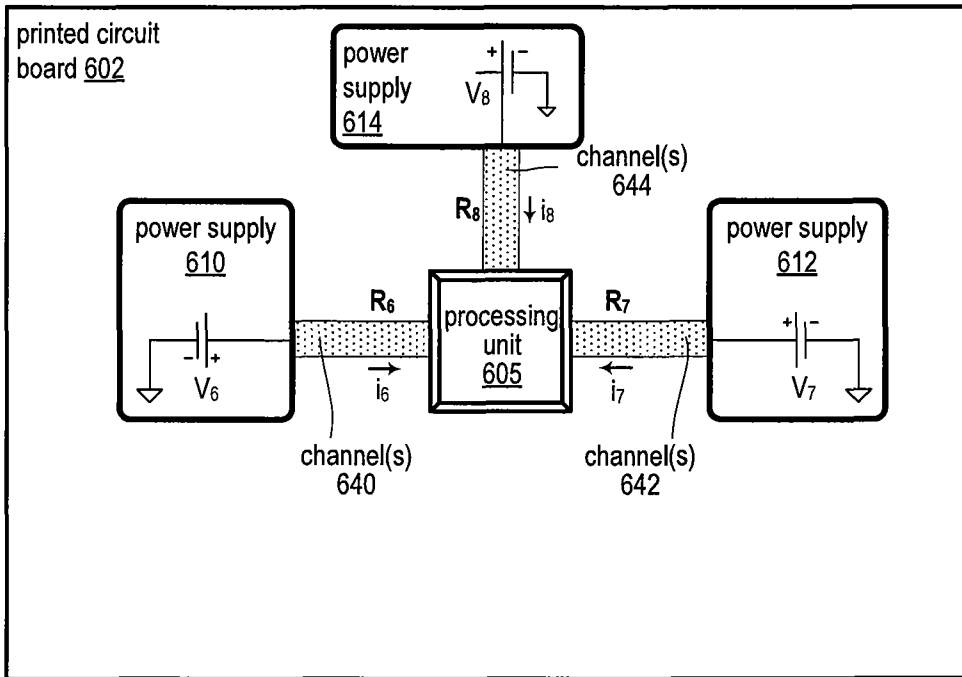 printed circuit
board 602
power
supply
614
+ −
V8
channel(s)
644
R8
i8
power supply
610
− +
V6
R6
i6
channel(s)
640
processing
unit
605
R7
i7
channel(s)
642
power supply
612
+ −
V7